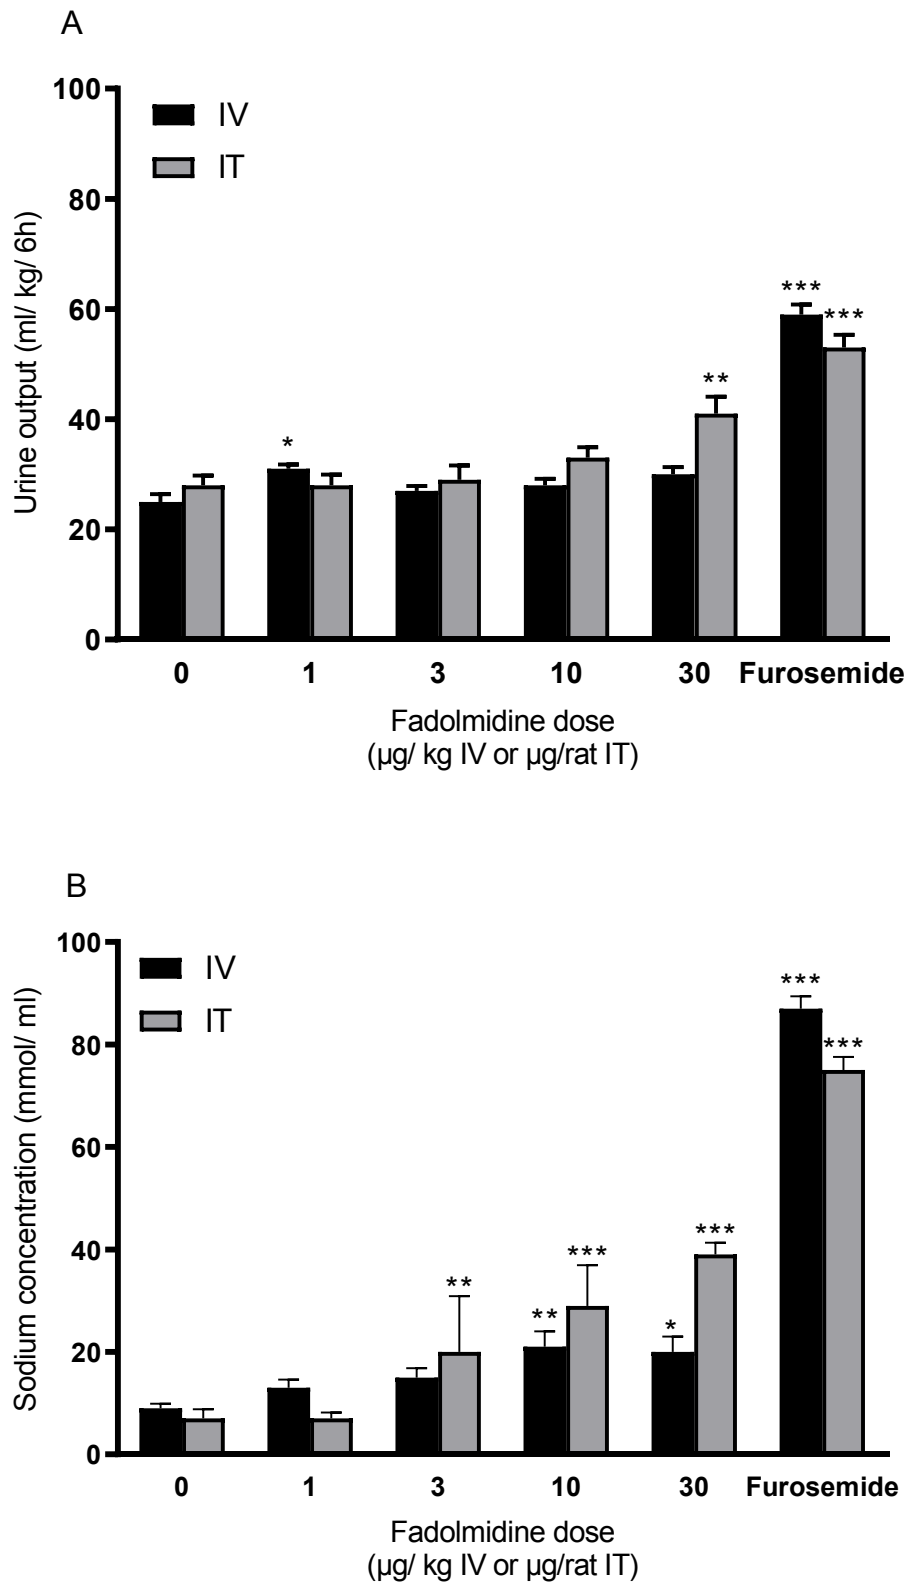 A
100
80
60
40
20
0
Urine output (ml/ kg/ 6h)
IV
IT
*
**
***
***
0 1 3 10 30 Furosemide
Fadolmidine dose
(µg/ kg IV or µg/rat IT)
B
100
80
60
40
20
0
Sodium concentration (mmol/ ml)
IV
IT
**
**
***
*
***
***
***
0 1 3 10 30 Furosemide
Fadolmidine dose
(µg/ kg IV or µg/rat IT)